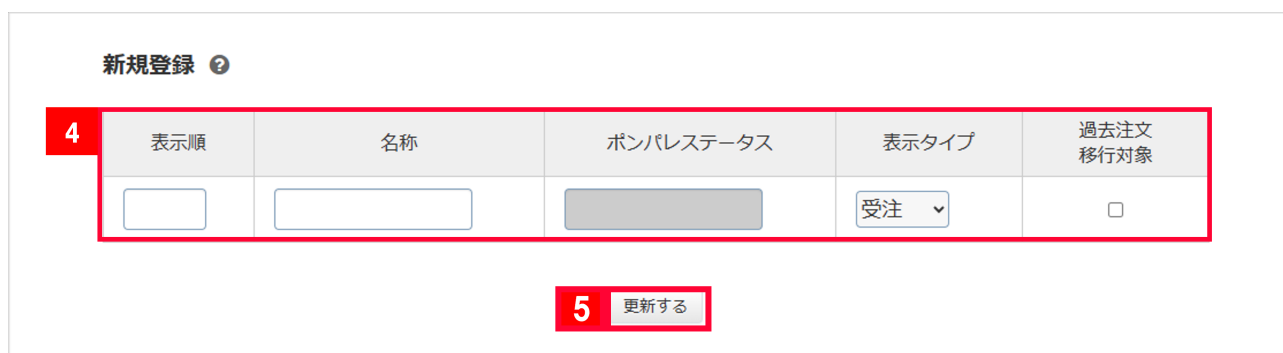 新規登録 ?
4
表示順 名称 ポンパレステータス 表示タイプ 過去注文
移行対象
受注
5 更新する